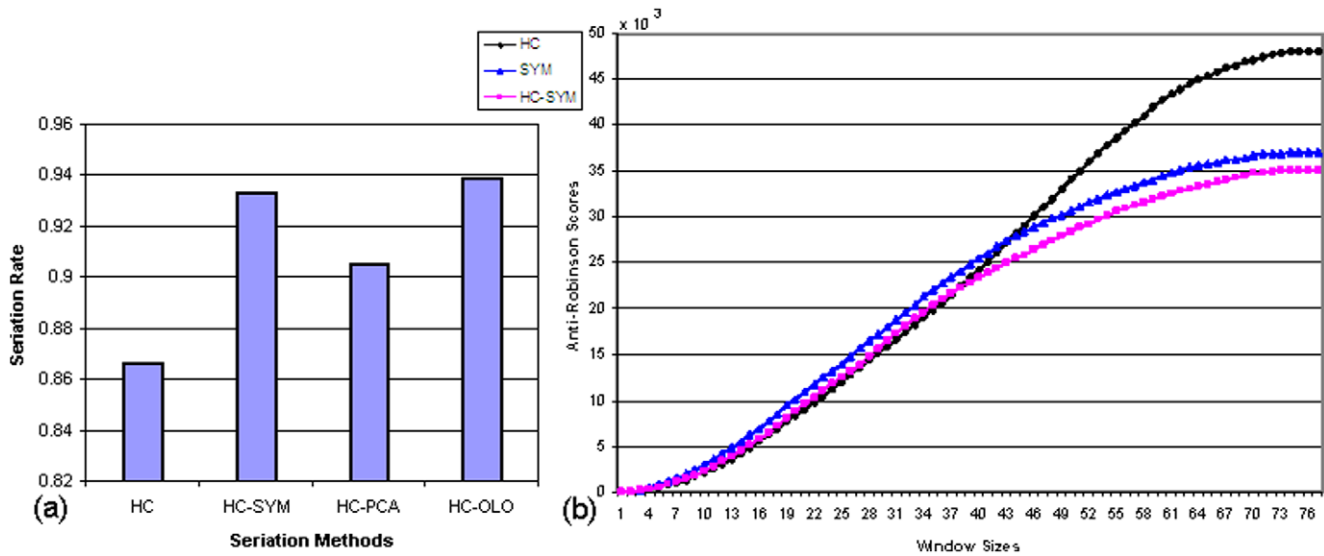 0.96
0.94
0.92
0.9
0.88
0.86
0.84
0.82
Seriation Rate
HC
HC-SYM
HC-PCA
HC-OLO
Seriation Methods
(a)
HC
SYM
HC-SYM
x 10 3
50
45
40
35
30
25
20
15
10
5
0
Anti-Robinson Scores
1 4 7 10 13 16 19 22 25 28 31 34 37 40 43 46 49 52 55 58 61 64 67 70 73 76
Window Sizes
(b)